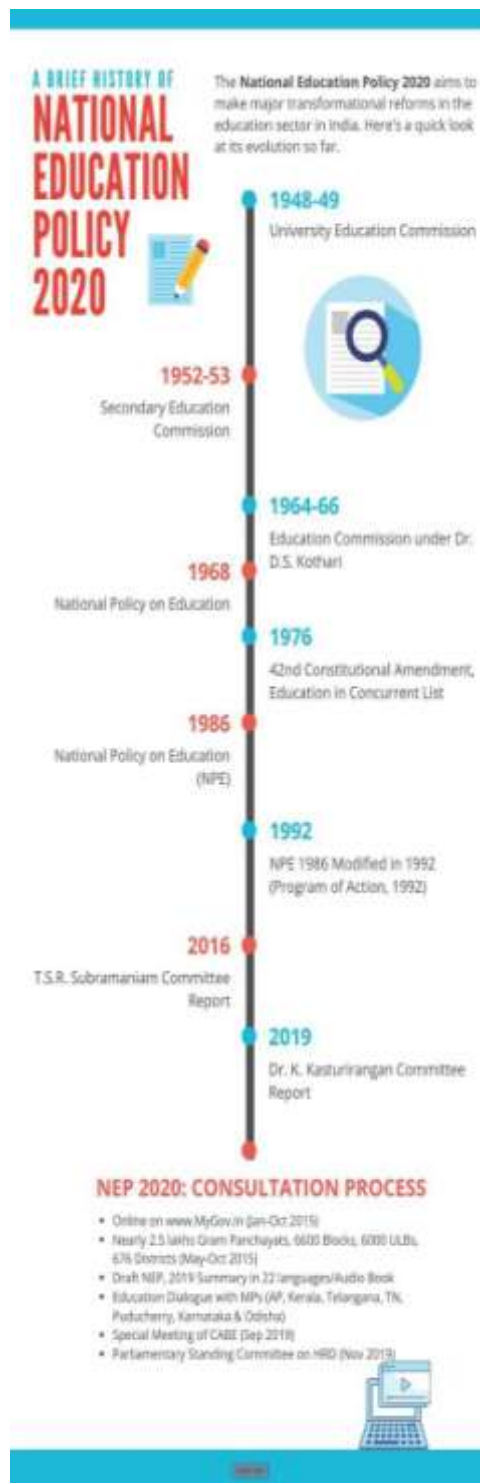 A BRIEF HISTORY OF
NATIONAL
EDUCATION
POLICY
2020
The National Education Policy 2020 aims to
make major transformational reforms in the
education sector in India. Here's a quick look
at its evolution so far.
1948-49
University Education Commission
1952-53
Secondary Education
Commission
1964-66
Education Commission under Dr.
D.S. Kothari
1968
National Policy on Education
1976
42nd Constitutional Amendment,
Education in Concurrent List
1986
National Policy on Education
(NPE)
1992
NPE 1986 Modified in 1992
(Program of Action, 1992)
2016
T.S.R. Subramaniam Committee
Report
2019
Dr. K. Kasturirangan Committee
Report
NEP 2020: CONSULTATION PROCESS
• Online on www.MyGov.in (Jan-Oct 2015)
• Nearly 2.5 lakhs Gram Panchayats, 6600 Blocks, 6000 ULBs,
676 Districts (May-Oct 2015)
• Draft NEP, 2019 Summary in 22 languages/Audio Book
• Education Dialogue with MPs (AP, Kerala, Telangana, TN,
Puducherry, Karnataka & Odisha)
• Special Meeting of CABE (Sep 2019)
• Parliamentary Standing Committee on HRD (Nov 2019)